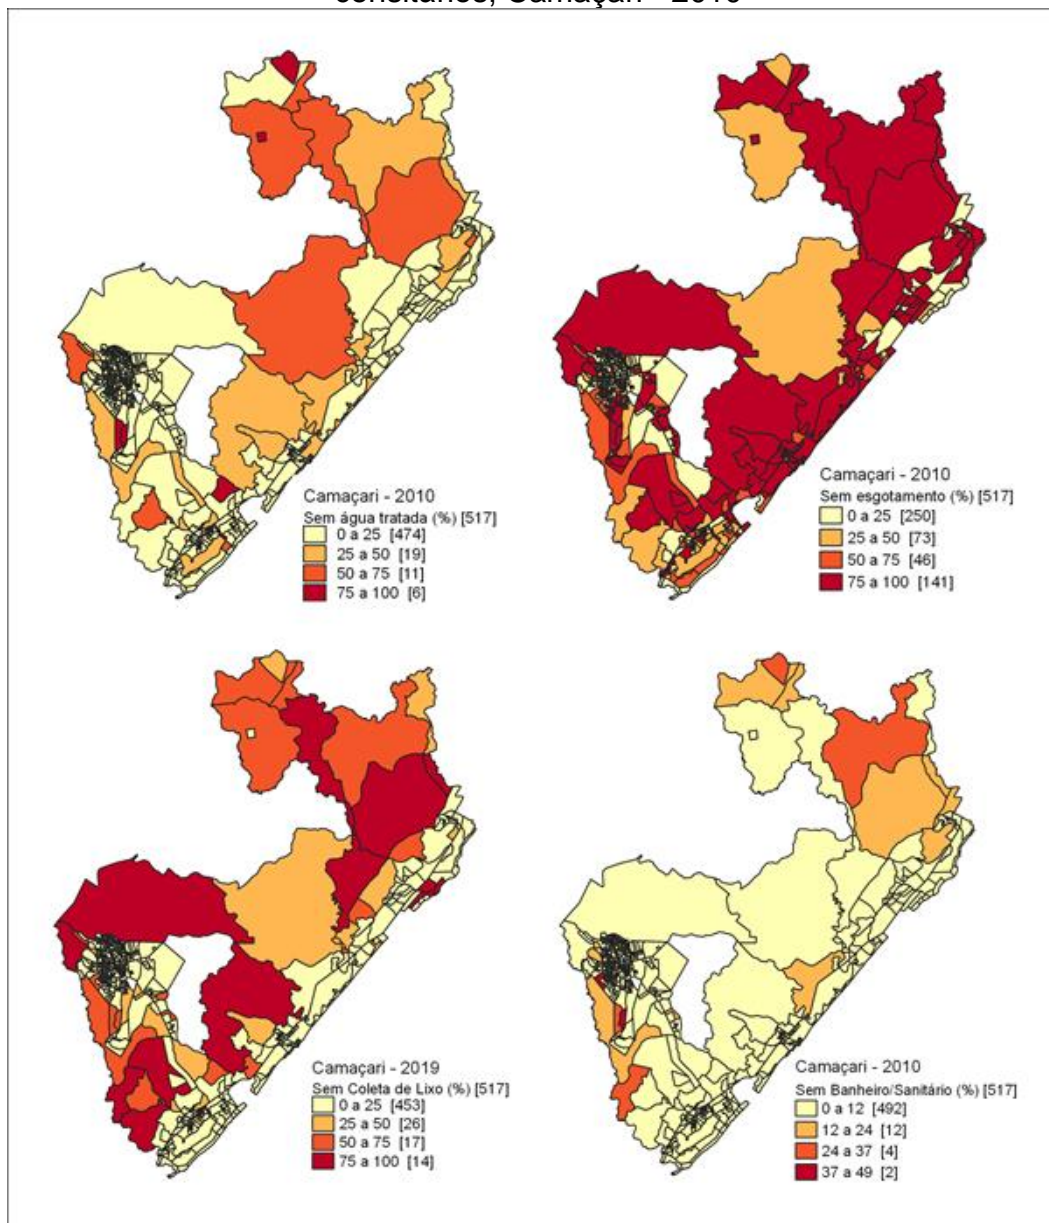 censitários, Camaçari - 2010
Camaçari - 2010
Sem água tratada (%) [517]
0 a 25 [474]
25 a 50 [19]
50 a 75 [11]
75 a 100 [6]
Camaçari - 2010
Sem esgotamento (%) [517]
0 a 25 [250]
25 a 50 [73]
50 a 75 [46]
75 a 100 [141]
Camaçari - 2019
Sem Coleta de Lixo (%) [517]
0 a 25 [453]
25 a 50 [26]
50 a 75 [17]
75 a 100 [14]
Camaçari - 2010
Sem Banheiro/Sanitário (%) [517]
0 a 12 [492]
12 a 24 [12]
24 a 37 [4]
37 a 49 [2]